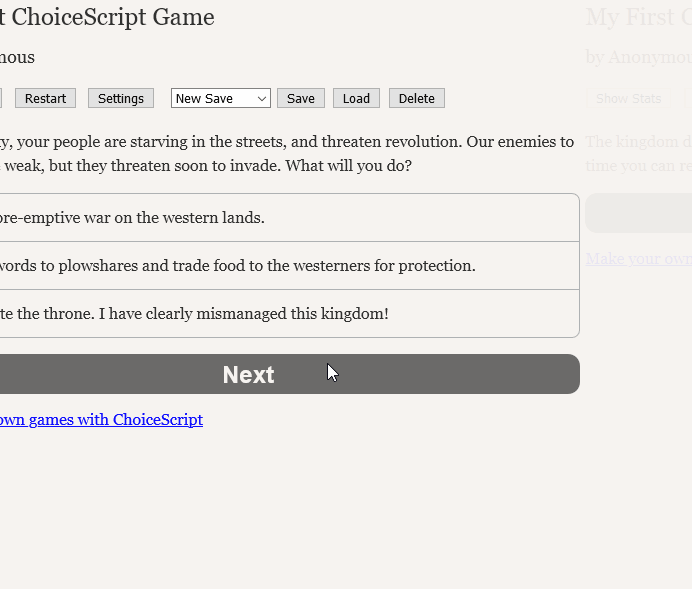 t ChoiceScript Game
My First C
nous
by Anonymou
Restart
Settings
New Save
Save
Load
Delete
Show Stats
y, your people are starving in the streets, and threaten revolution. Our enemies to
The kingdom d
weak, but they threaten soon to invade. What will you do?
time you can re
pre-emptive war on the western lands.
words to plowshares and trade food to the westerners for protection.
te the throne. I have clearly mismanaged this kingdom!
Make your own
Next
own games with ChoiceScript